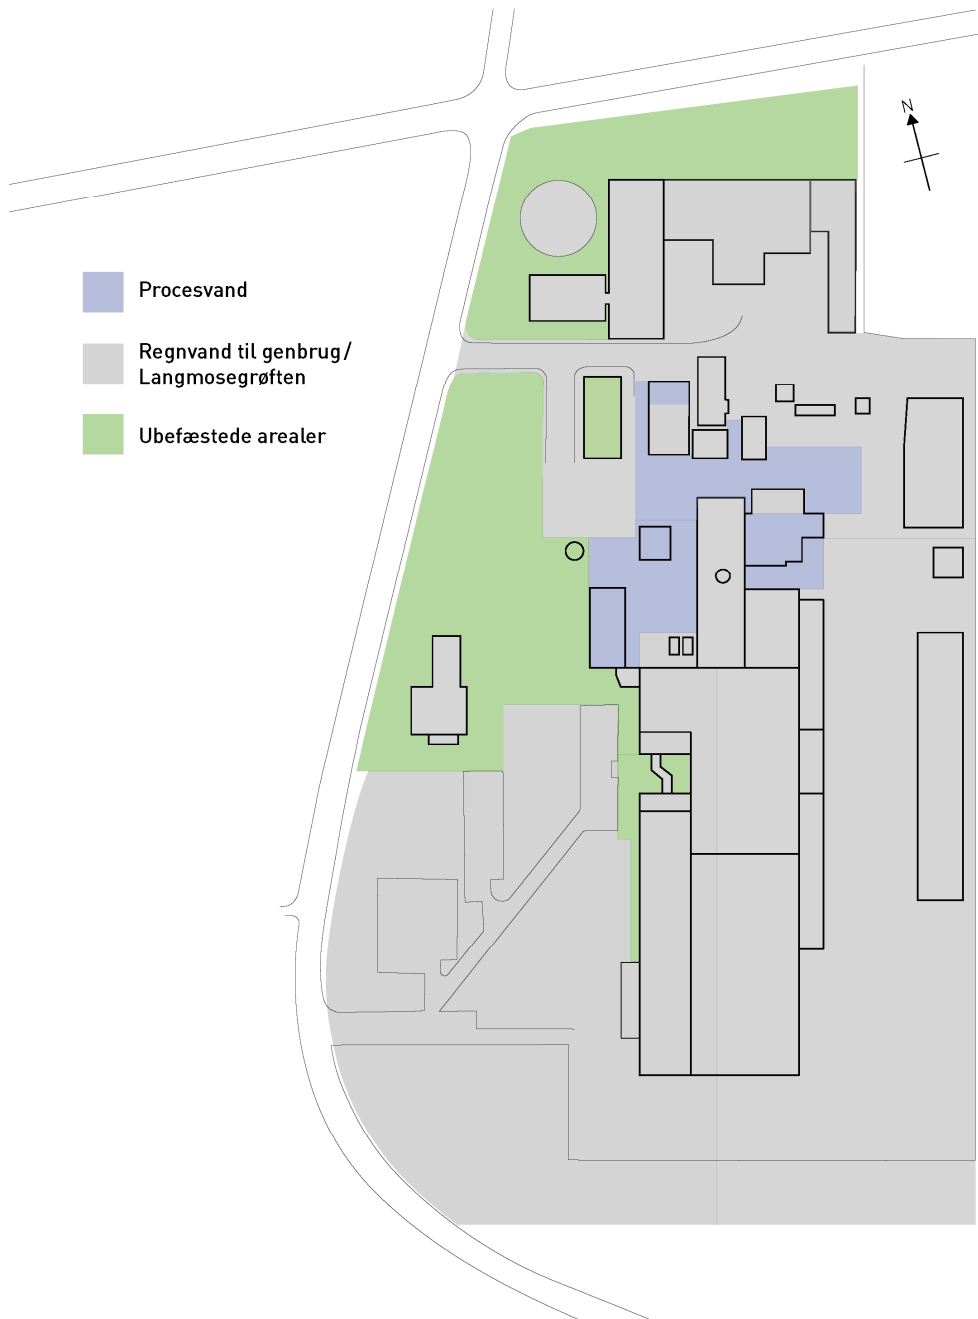 N
Procesvand
Regnvand til genbrug/
Langmosegrøften
Ubefæstede arealer